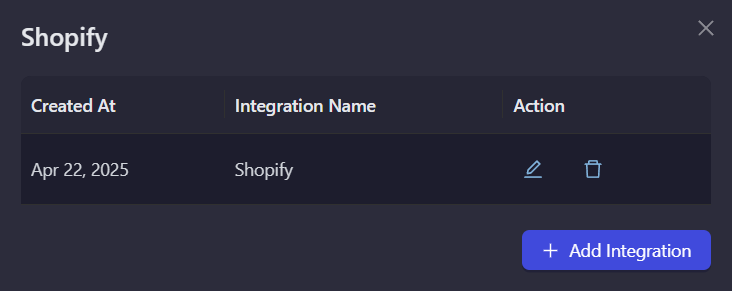 Shopify
Created At Integration Name Action
Apr 22, 2025 Shopify
Add Integration